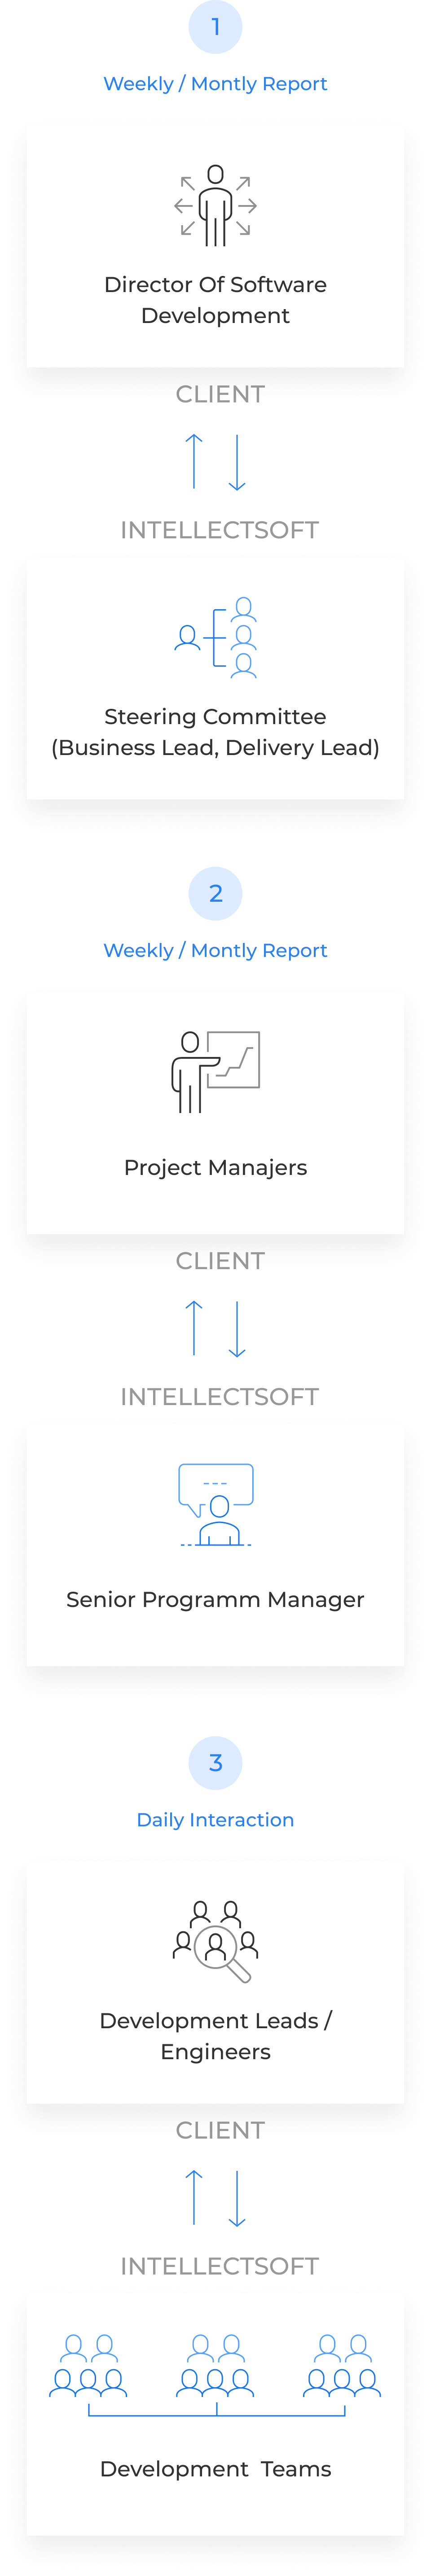 1
Weekly / Montly Report
Director Of Software
Development
CLIENT
INTELLECTSOFT
Steering Committee
(Business Lead, Delivery Lead)
2
Weekly / Montly Report
Project Manajers
CLIENT
INTELLECTSOFT
Senior Programm Manager
3
Daily Interaction
Development Leads /
Engineers
CLIENT
INTELLECTSOFT
Development Teams